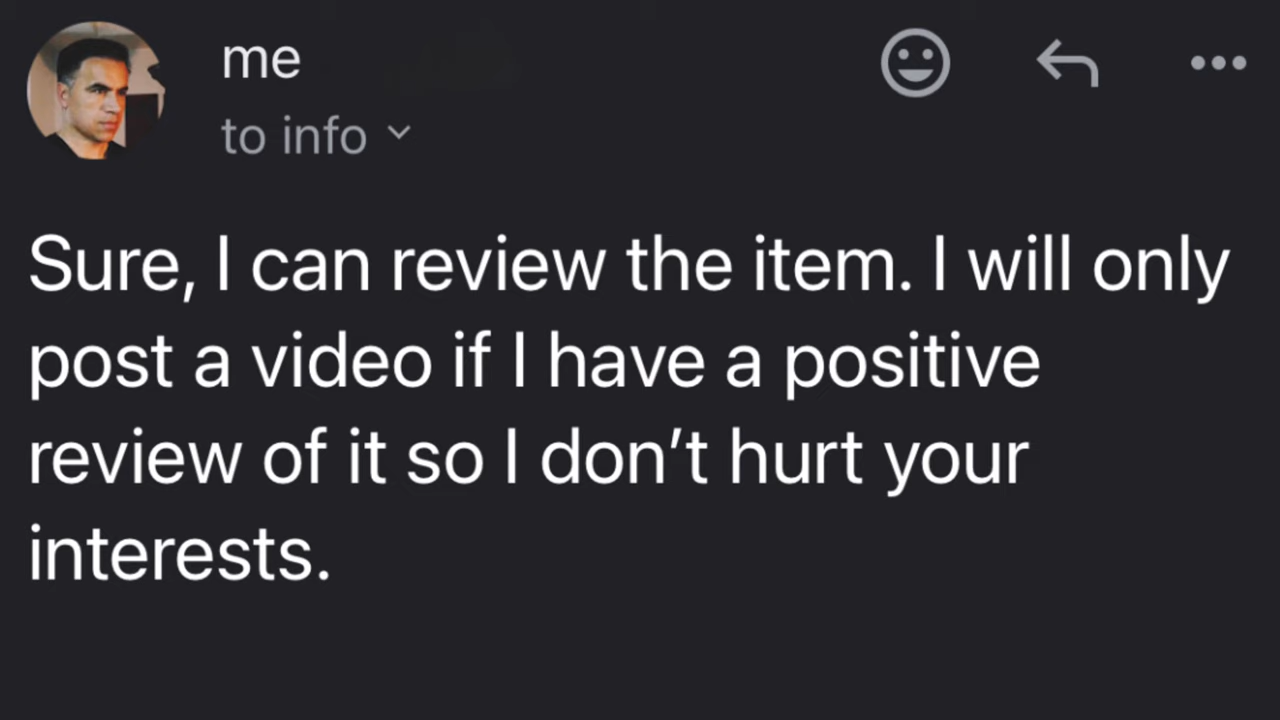 me
to info
Sure, I can review the item. I will only
post a video if I have a positive
review of it so I don’t hurt your
interests.